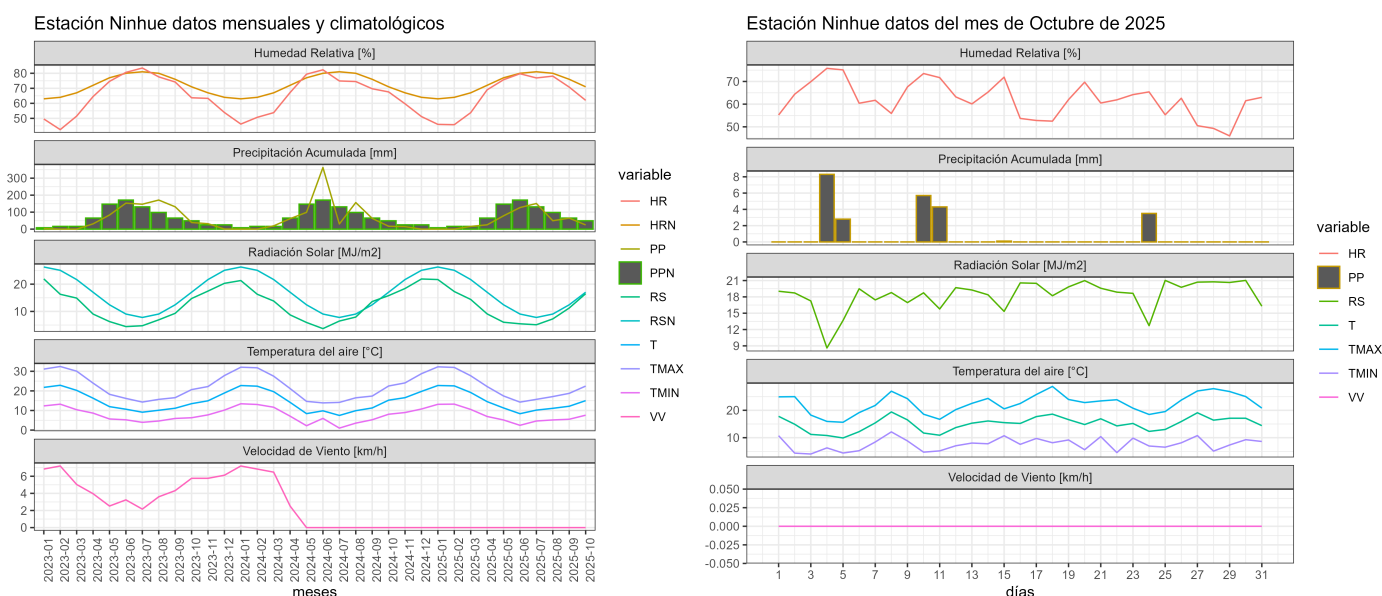 Estación Ninhue datos mensuales y climatológicos
Humedad Relativa [%]
80
70
60
50
Precipitación Acumulada [mm]
300
200
100
0
Radiación Solar [MJ/m2]
20
10
Temperatura del aire [°C]
30
20
10
0
Velocidad de Viento [km/h]
6
4
2
0
2023-01
2023-02
2023-03
2023-04
2023-05
2023-06
2023-07
2023-08
2023-09
2023-10
2023-11
2023-12
2024-01
2024-02
2024-03
2024-04
2024-05
2024-06
2024-07
2024-08
2024-09
2024-10
2024-11
2024-12
2025-01
2025-02
2025-03
2025-04
2025-05
2025-06
2025-07
2025-08
2025-09
2025-10
meses
variable
HR
HRN
PP
PPN
RS
RSN
T
TMAX
TMIN
VV
Estación Ninhue datos del mes de Octubre de 2025
Humedad Relativa [%]
70
60
50
Precipitación Acumulada [mm]
8
6
4
2
0
Radiación Solar [MJ/m2]
21
18
15
12
9
Temperatura del aire [°C]
20
10
Velocidad de Viento [km/h]
0.050
0.025
0.000
-0.025
-0.050
1 3 5 7 9 11 13 15 17 19 21 23 25 27 29 31
días
variable
HR
PP
RS
T
TMAX
TMIN
VV